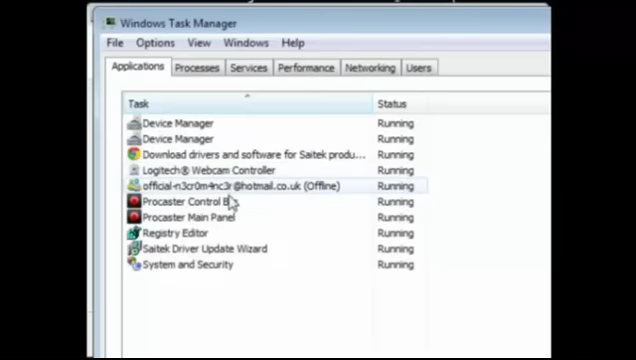 Windows Task Manager
File Options View Windows Help
Applications Processes Services Performance Networking Users
Task Status
Device Manager Running
Device Manager Running
Download drivers and software for Saitek produ... Running
Logitech® Webcam Controller Running
official-n3cr0m4nc3r@hotmail.co.uk (Offline) Running
Procaster Control Running
Procaster Main Panel Running
Registry Editor Running
Saitek Driver Update Wizard Running
System and Security Running